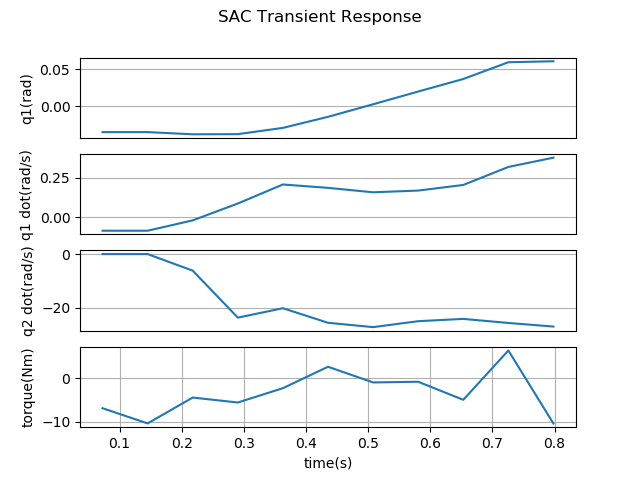 SAC Transient Response
0.05
0.00
q1(rad)
0.25
0.00
q1 dot(rad/s)
0
−20
q2 dot(rad/s)
0
−10
torque(Nm)
0.1 0.2 0.3 0.4 0.5 0.6 0.7 0.8
time(s)